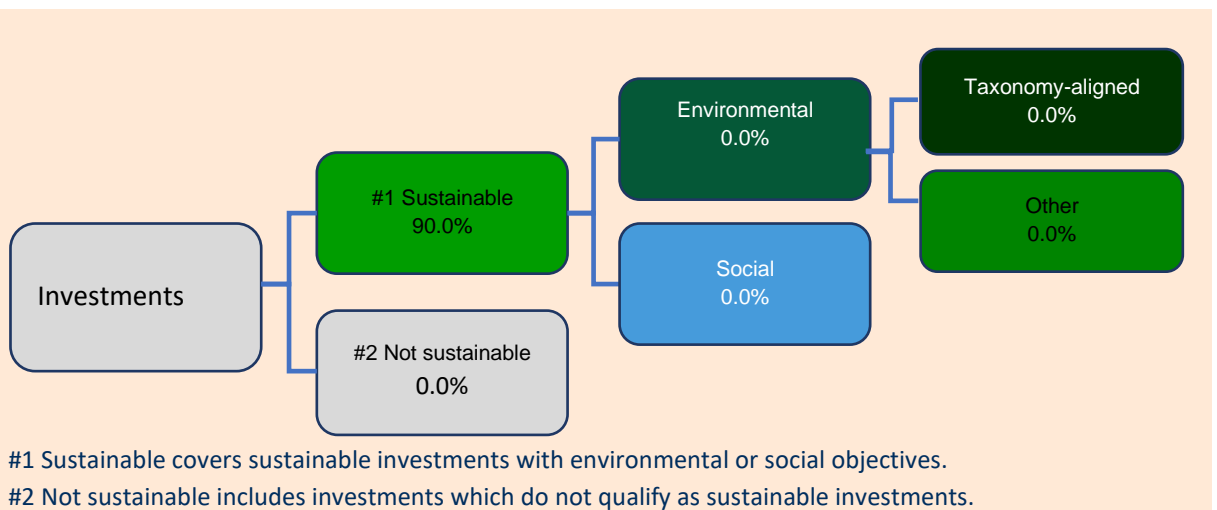 Investments
#1 Sustainable
90.0%
#2 Not sustainable
0.0%
Environmental
0.0%
Social
0.0%
Taxonomy-aligned
0.0%
Other
0.0%
#1 Sustainable covers sustainable investments with environmental or social objectives.
#2 Not sustainable includes investments which do not qualify as sustainable investments.